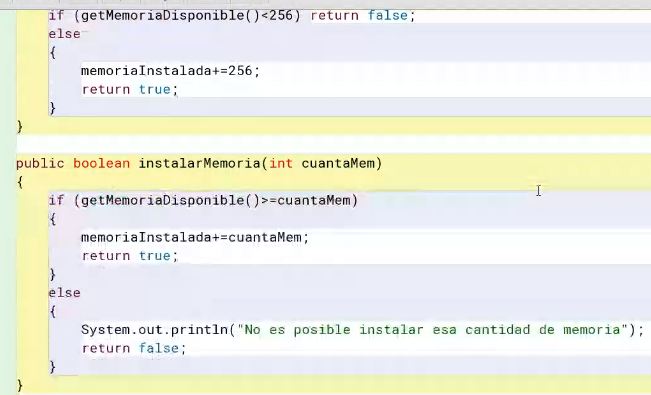 if (getMemoriaDisponible()<256) return false;
else
{
memoriaInstalada+=256;
return true;
}
}
public boolean instalarMemoria(int cuantaMem)
{
if (getMemoriaDisponible()>=cuantaMem)
{
memoriaInstalada+=cuantaMem;
return true;
}
else
{
System.out.println("No es posible instalar esa cantidad de memoria");
return false;
}
}